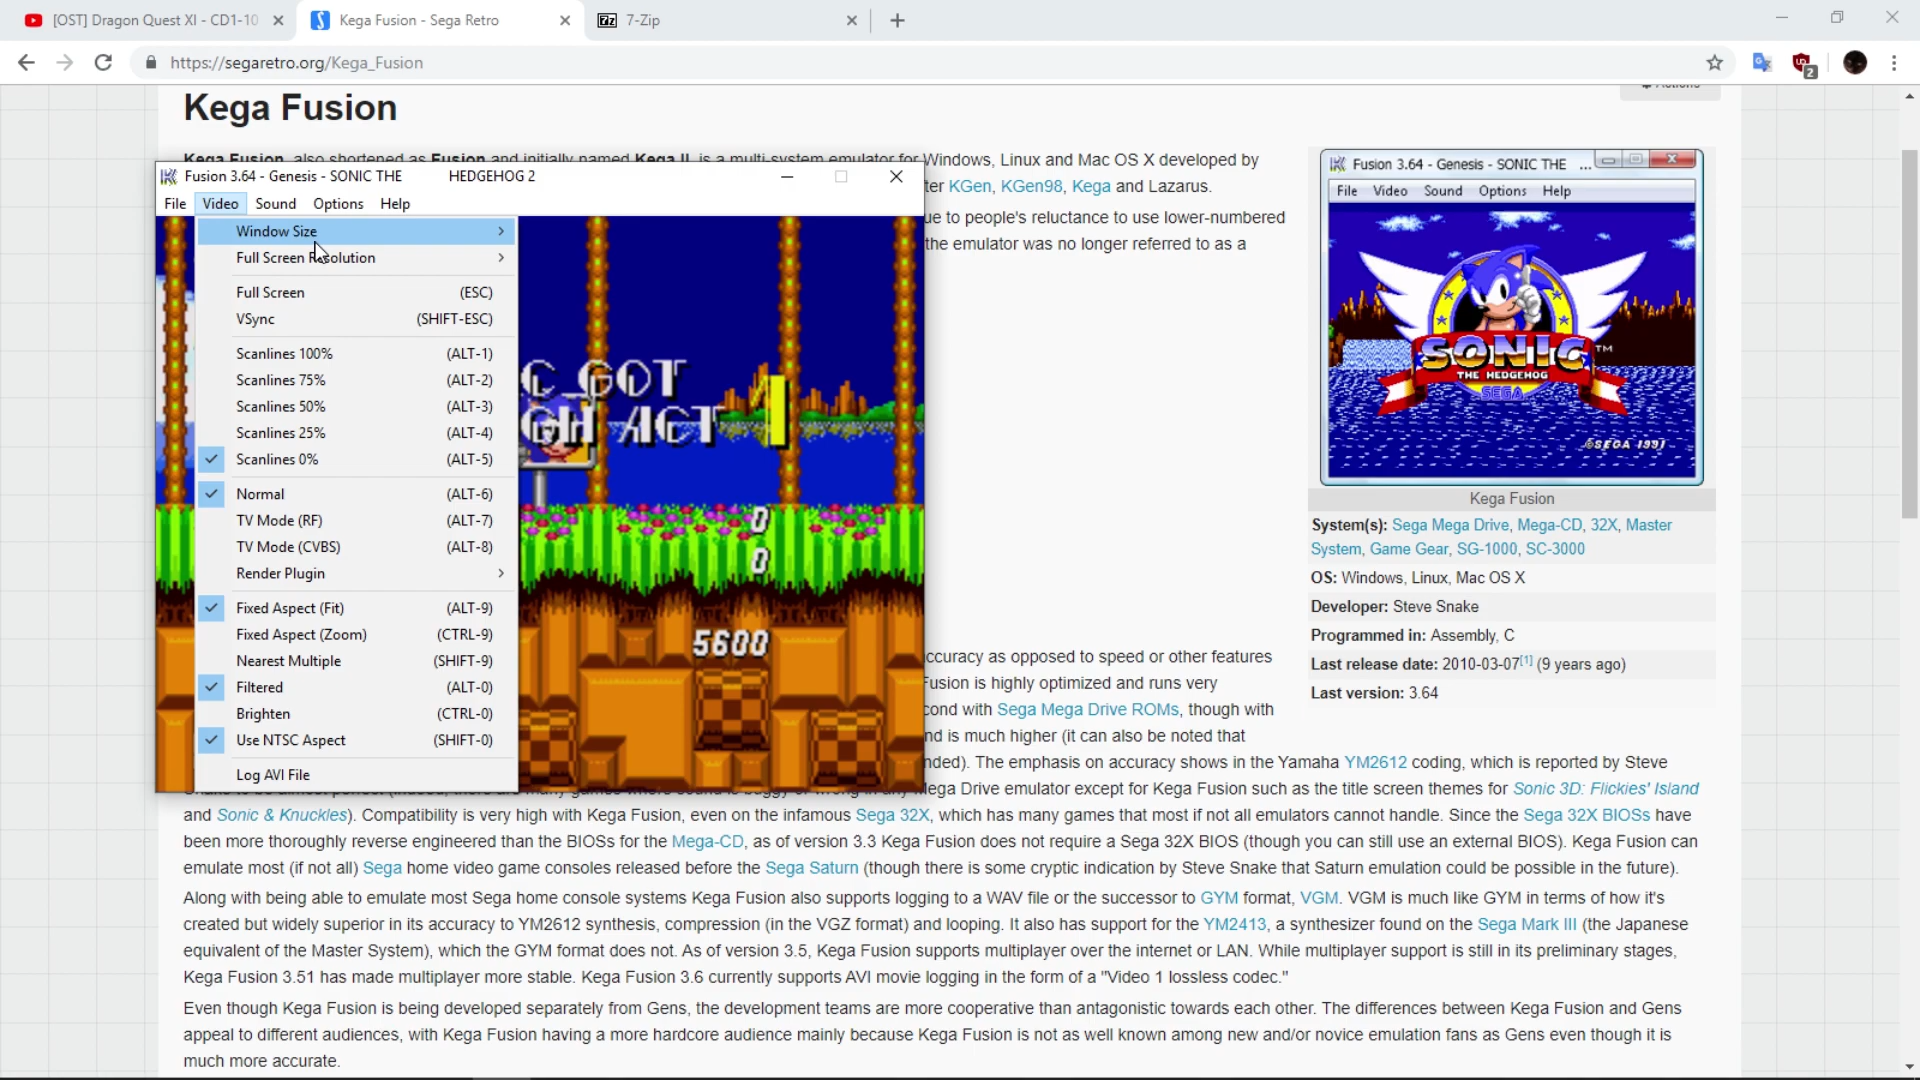 [OST] Dragon Quest XI - CD1-10
Kega Fusion - Sega Retro
7-Zip
https://segaretro.org/Kega_Fusion
2
Kega Fusion
Kega Fusion, also shortened as Fusion and initially named Kega II, is a multi-system emulator for Windows, Linux and Mac OS X developed by
ter KGen, KGen98, Kega and Lazarus.
ue to people's reluctance to use lower-numbered
the emulator was no longer referred to as a
Fusion 3.64 - Genesis - SONIC THE HEDGEHOG 2
File Video Sound Options Help
Window Size
Full Screen Resolution
Full Screen (ESC)
VSync (SHIFT-ESC)
Scanlines 100% (ALT-1)
Scanlines 75% (ALT-2)
Scanlines 50% (ALT-3)
Scanlines 25% (ALT-4)
Scanlines 0% (ALT-5)
Normal (ALT-6)
TV Mode (RF) (ALT-7)
TV Mode (CVBS) (ALT-8)
Render Plugin
Fixed Aspect (Fit) (ALT-9)
Fixed Aspect (Zoom) (CTRL-9)
Nearest Multiple (SHIFT-9)
Filtered (ALT-0)
Brighten (CTRL-0)
Use NTSC Aspect (SHIFT-0)
Log AVI File
C GOT
GH ACT 1
0
0
5600
Fusion 3.64 - Genesis - SONIC THE ...
File Video Sound Options Help
SONIC TM
THE HEDGEHOG
SEGA
©SEGA 1991
Kega Fusion
System(s): Sega Mega Drive, Mega-CD, 32X, Master
System, Game Gear, SG-1000, SC-3000
OS: Windows, Linux, Mac OS X
Developer: Steve Snake
Programmed in: Assembly, C
Last release date: 2010-03-07[1] (9 years ago)
Last version: 3.64
ccuracy as opposed to speed or other features
Fusion is highly optimized and runs very
cond with Sega Mega Drive ROMs, though with
nd is much higher (it can also be noted that
nded). The emphasis on accuracy shows in the Yamaha YM2612 coding, which is reported by Steve
ega Drive emulator except for Kega Fusion such as the title screen themes for Sonic 3D: Flickies' Island
and Sonic & Knuckles). Compatibility is very high with Kega Fusion, even on the infamous Sega 32X, which has many games that most if not all emulators cannot handle. Since the Sega 32X BIOSs have
been more thoroughly reverse engineered than the BIOSs for the Mega-CD, as of version 3.3 Kega Fusion does not require a Sega 32X BIOS (though you can still use an external BIOS). Kega Fusion can
emulate most (if not all) Sega home video game consoles released before the Sega Saturn (though there is some cryptic indication by Steve Snake that Saturn emulation could be possible in the future).
Along with being able to emulate most Sega home console systems Kega Fusion also supports logging to a WAV file or the successor to GYM format, VGM. VGM is much like GYM in terms of how it's
created but widely superior in its accuracy to YM2612 synthesis, compression (in the VGZ format) and looping. It also has support for the YM2413, a synthesizer found on the Sega Mark III (the Japanese
equivalent of the Master System), which the GYM format does not. As of version 3.5, Kega Fusion supports multiplayer over the internet or LAN. While multiplayer support is still in its preliminary stages,
Kega Fusion 3.51 has made multiplayer more stable. Kega Fusion 3.6 currently supports AVI movie logging in the form of a "Video 1 lossless codec."
Even though Kega Fusion is being developed separately from Gens, the development teams are more cooperative than antagonistic towards each other. The differences between Kega Fusion and Gens
appeal to different audiences, with Kega Fusion having a more hardcore audience mainly because Kega Fusion is not as well known among new and/or novice emulation fans as Gens even though it is
much more accurate.